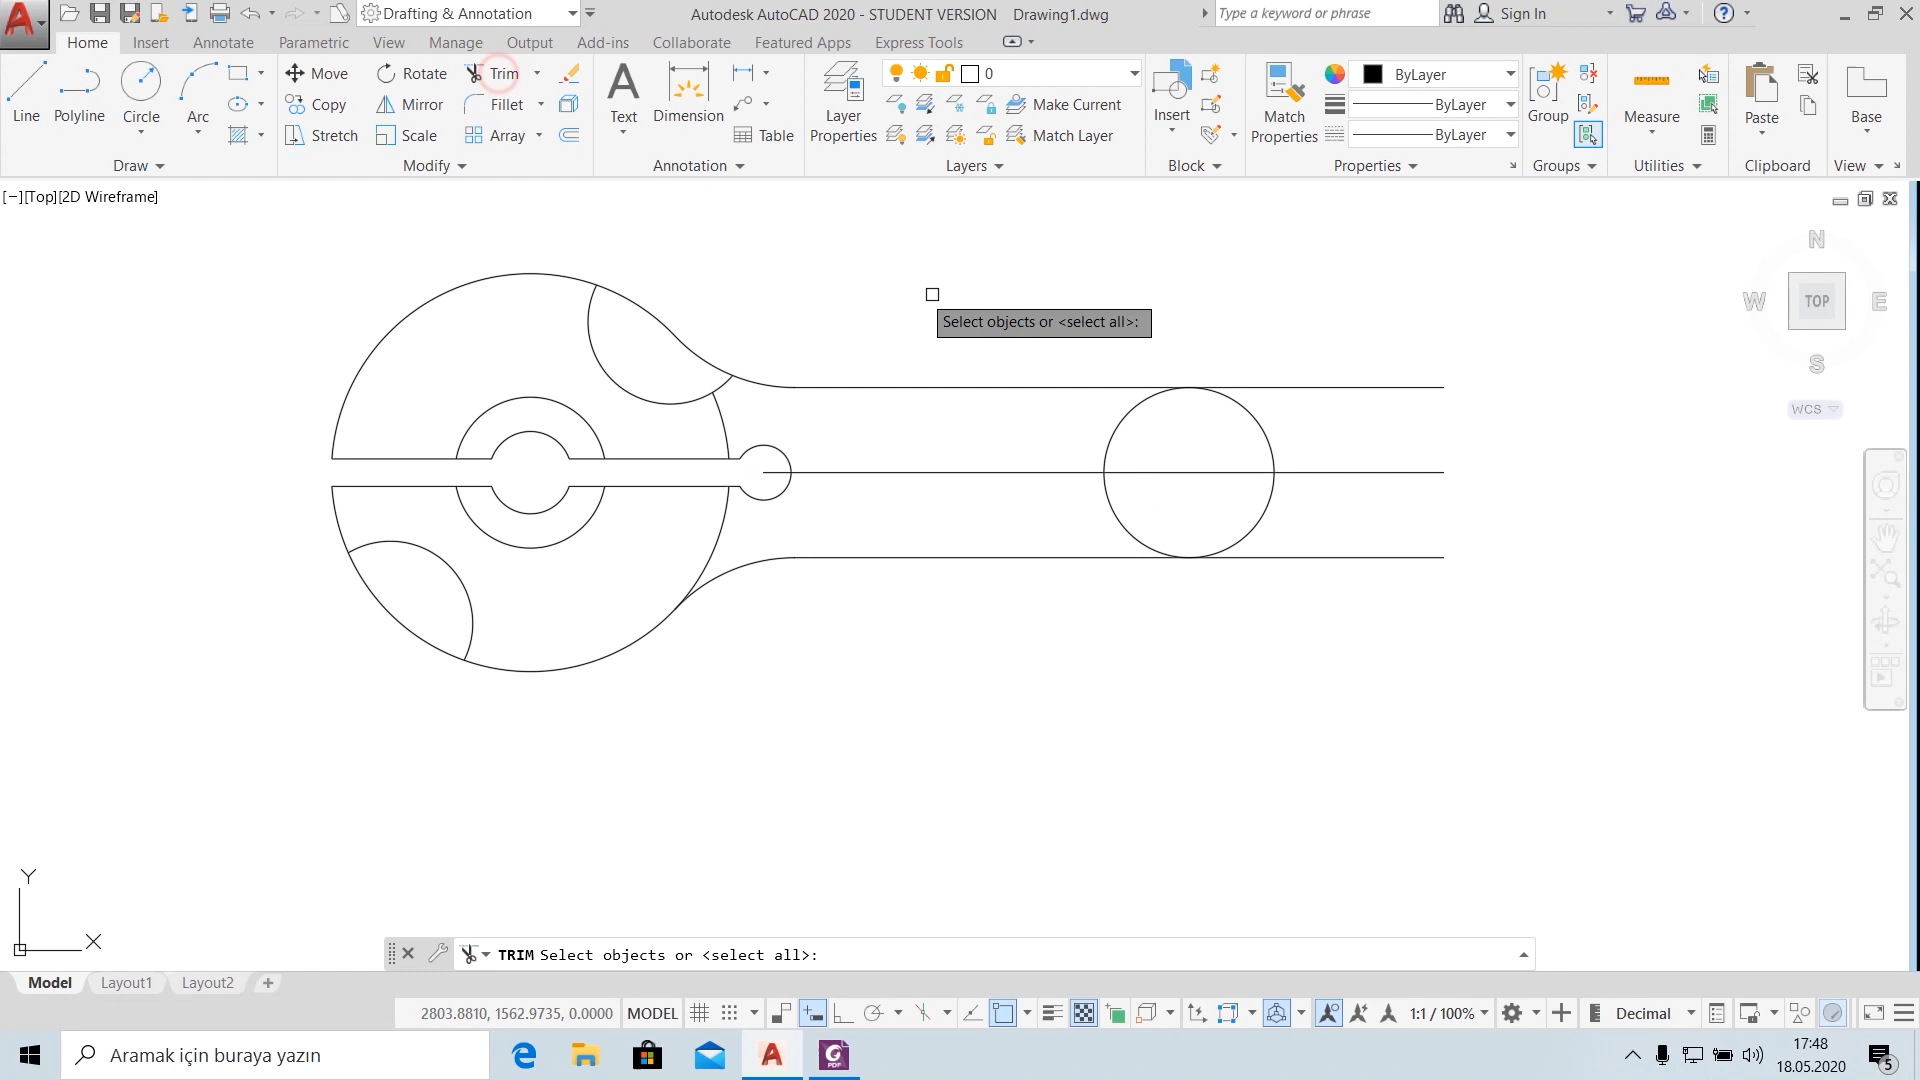 Drafting & Annotation
Autodesk AutoCAD 2020 - STUDENT VERSION Drawing1.dwg
Type a keyword or phrase
Sign In
Home Insert Annotate Parametric View Manage Output Add-ins Collaborate Featured Apps Express Tools
Line
Polyline
Circle
Arc
Draw
Move
Rotate
Trim
Copy
Mirror
Fillet
Stretch
Scale
Array
Modify
Text
Dimension
Table
Annotation
Layer
Properties
0
Make Current
Match Layer
Layers
Insert
Block
Match
Properties
ByLayer
ByLayer
ByLayer
Properties
Group
Groups
Measure
Utilities
Paste
Clipboard
Base
View
[−][Top][2D Wireframe]
N
W
TOP
E
S
WCS
Select objects or <select all>:
Y
X
TRIM Select objects or <select all>:
Model Layout1 Layout2 +
2803.8810, 1562.9735, 0.0000 MODEL
1:1 / 100%
Decimal
Aramak için buraya yazın
PDF
17:48
18.05.2020
5